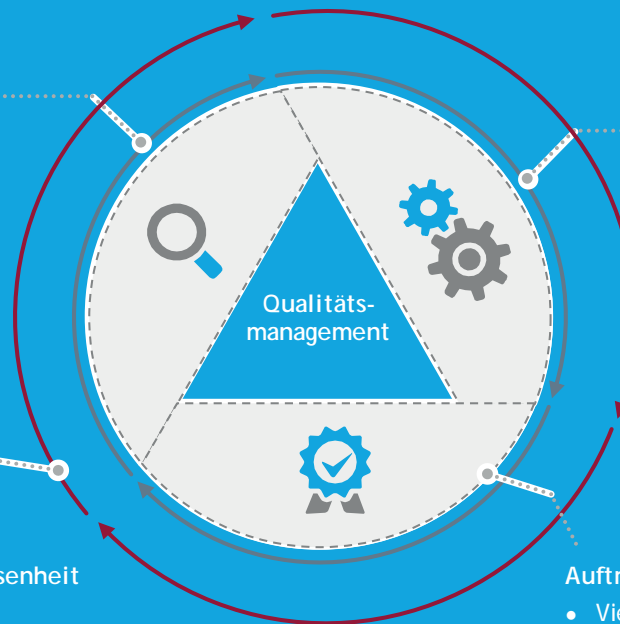 Qualitäts-
management
senheit
Auftr
• Vie